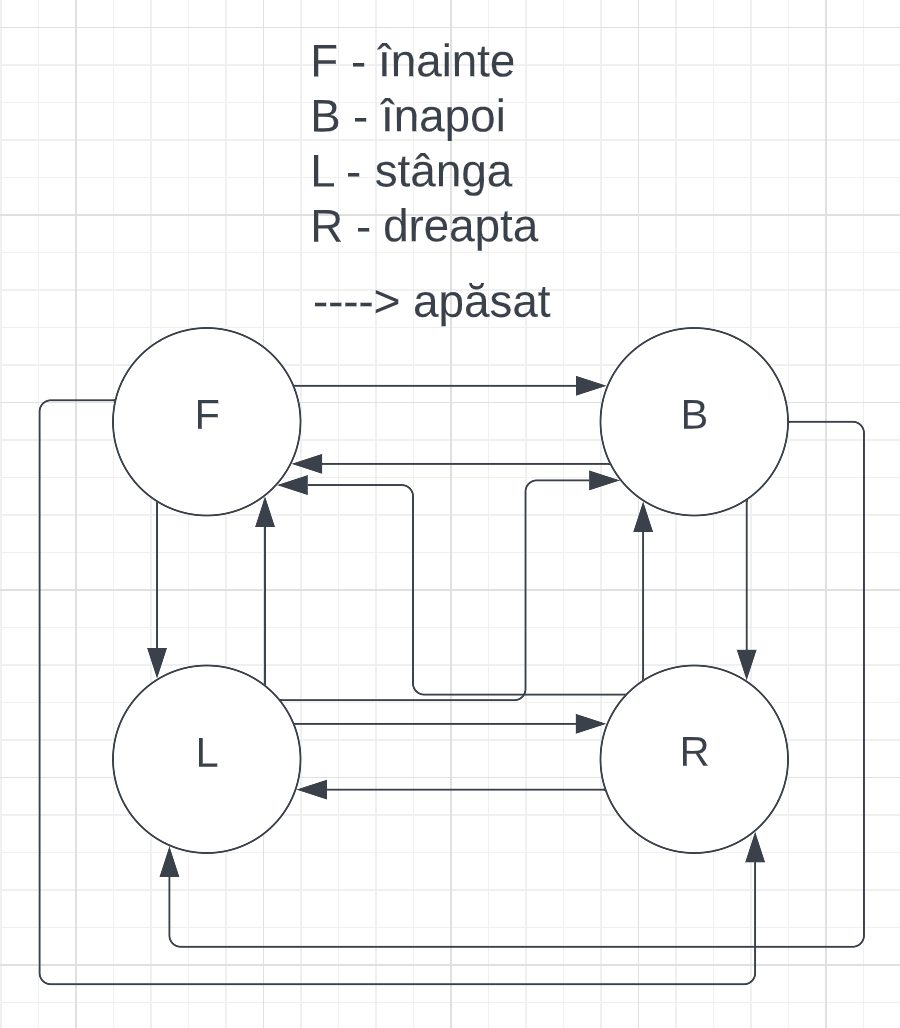 F - înainte
B - înapoi
L - stânga
R - dreapta
----> apăsat
F
B
L
R